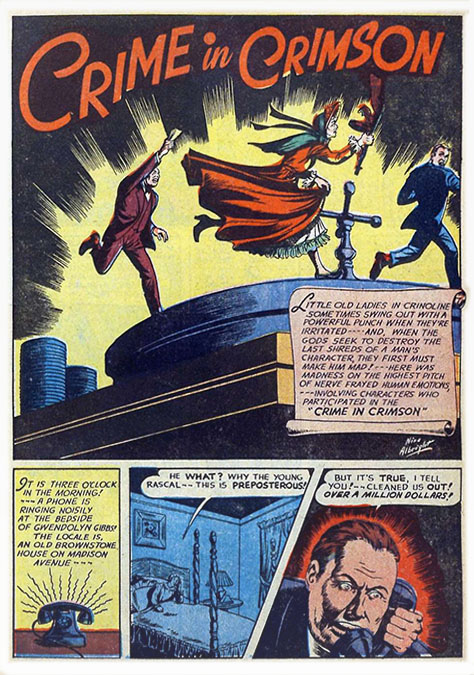 CRIME in CRIMSON
LITTLE OLD LADIES IN CRINOLINE
SOME TIMES SWING OUT WITH A
POWERFUL PUNCH WHEN THEY'RE
IRRITATED----AND, WHEN THE
GODS SEEK TO DESTROY THE
LAST SHREDS OF A MAN'S
CHARACTER, THEY FIRST MUST
MAKE HIM MAD!---HERE WAS
MADNESS ON THE HIGHEST PITCH
OF NERVE FRAYED HUMAN EMOTIONS
---INVOLVING CHARACTERS WHO
PARTICIPATED IN THE
"CRIME IN CRIMSON"
Nina
Albright
IT IS THREE O'CLOCK
IN THE MORNING!
---A PHONE IS
RINGING NOISILY
AT THE BEDSIDE
OF GWENDOLYN GIBBS!
THE LOCALE IS,
AN OLD BROWNSTONE
HOUSE ON MADISON
AVENUE----
HE WHAT? WHY THE YOUNG
RASCAL---THIS IS PREPOSTEROUS!
BUT IT'S TRUE, I TELL
YOU!--CLEANED US OUT!
OVER A MILLION DOLLARS!